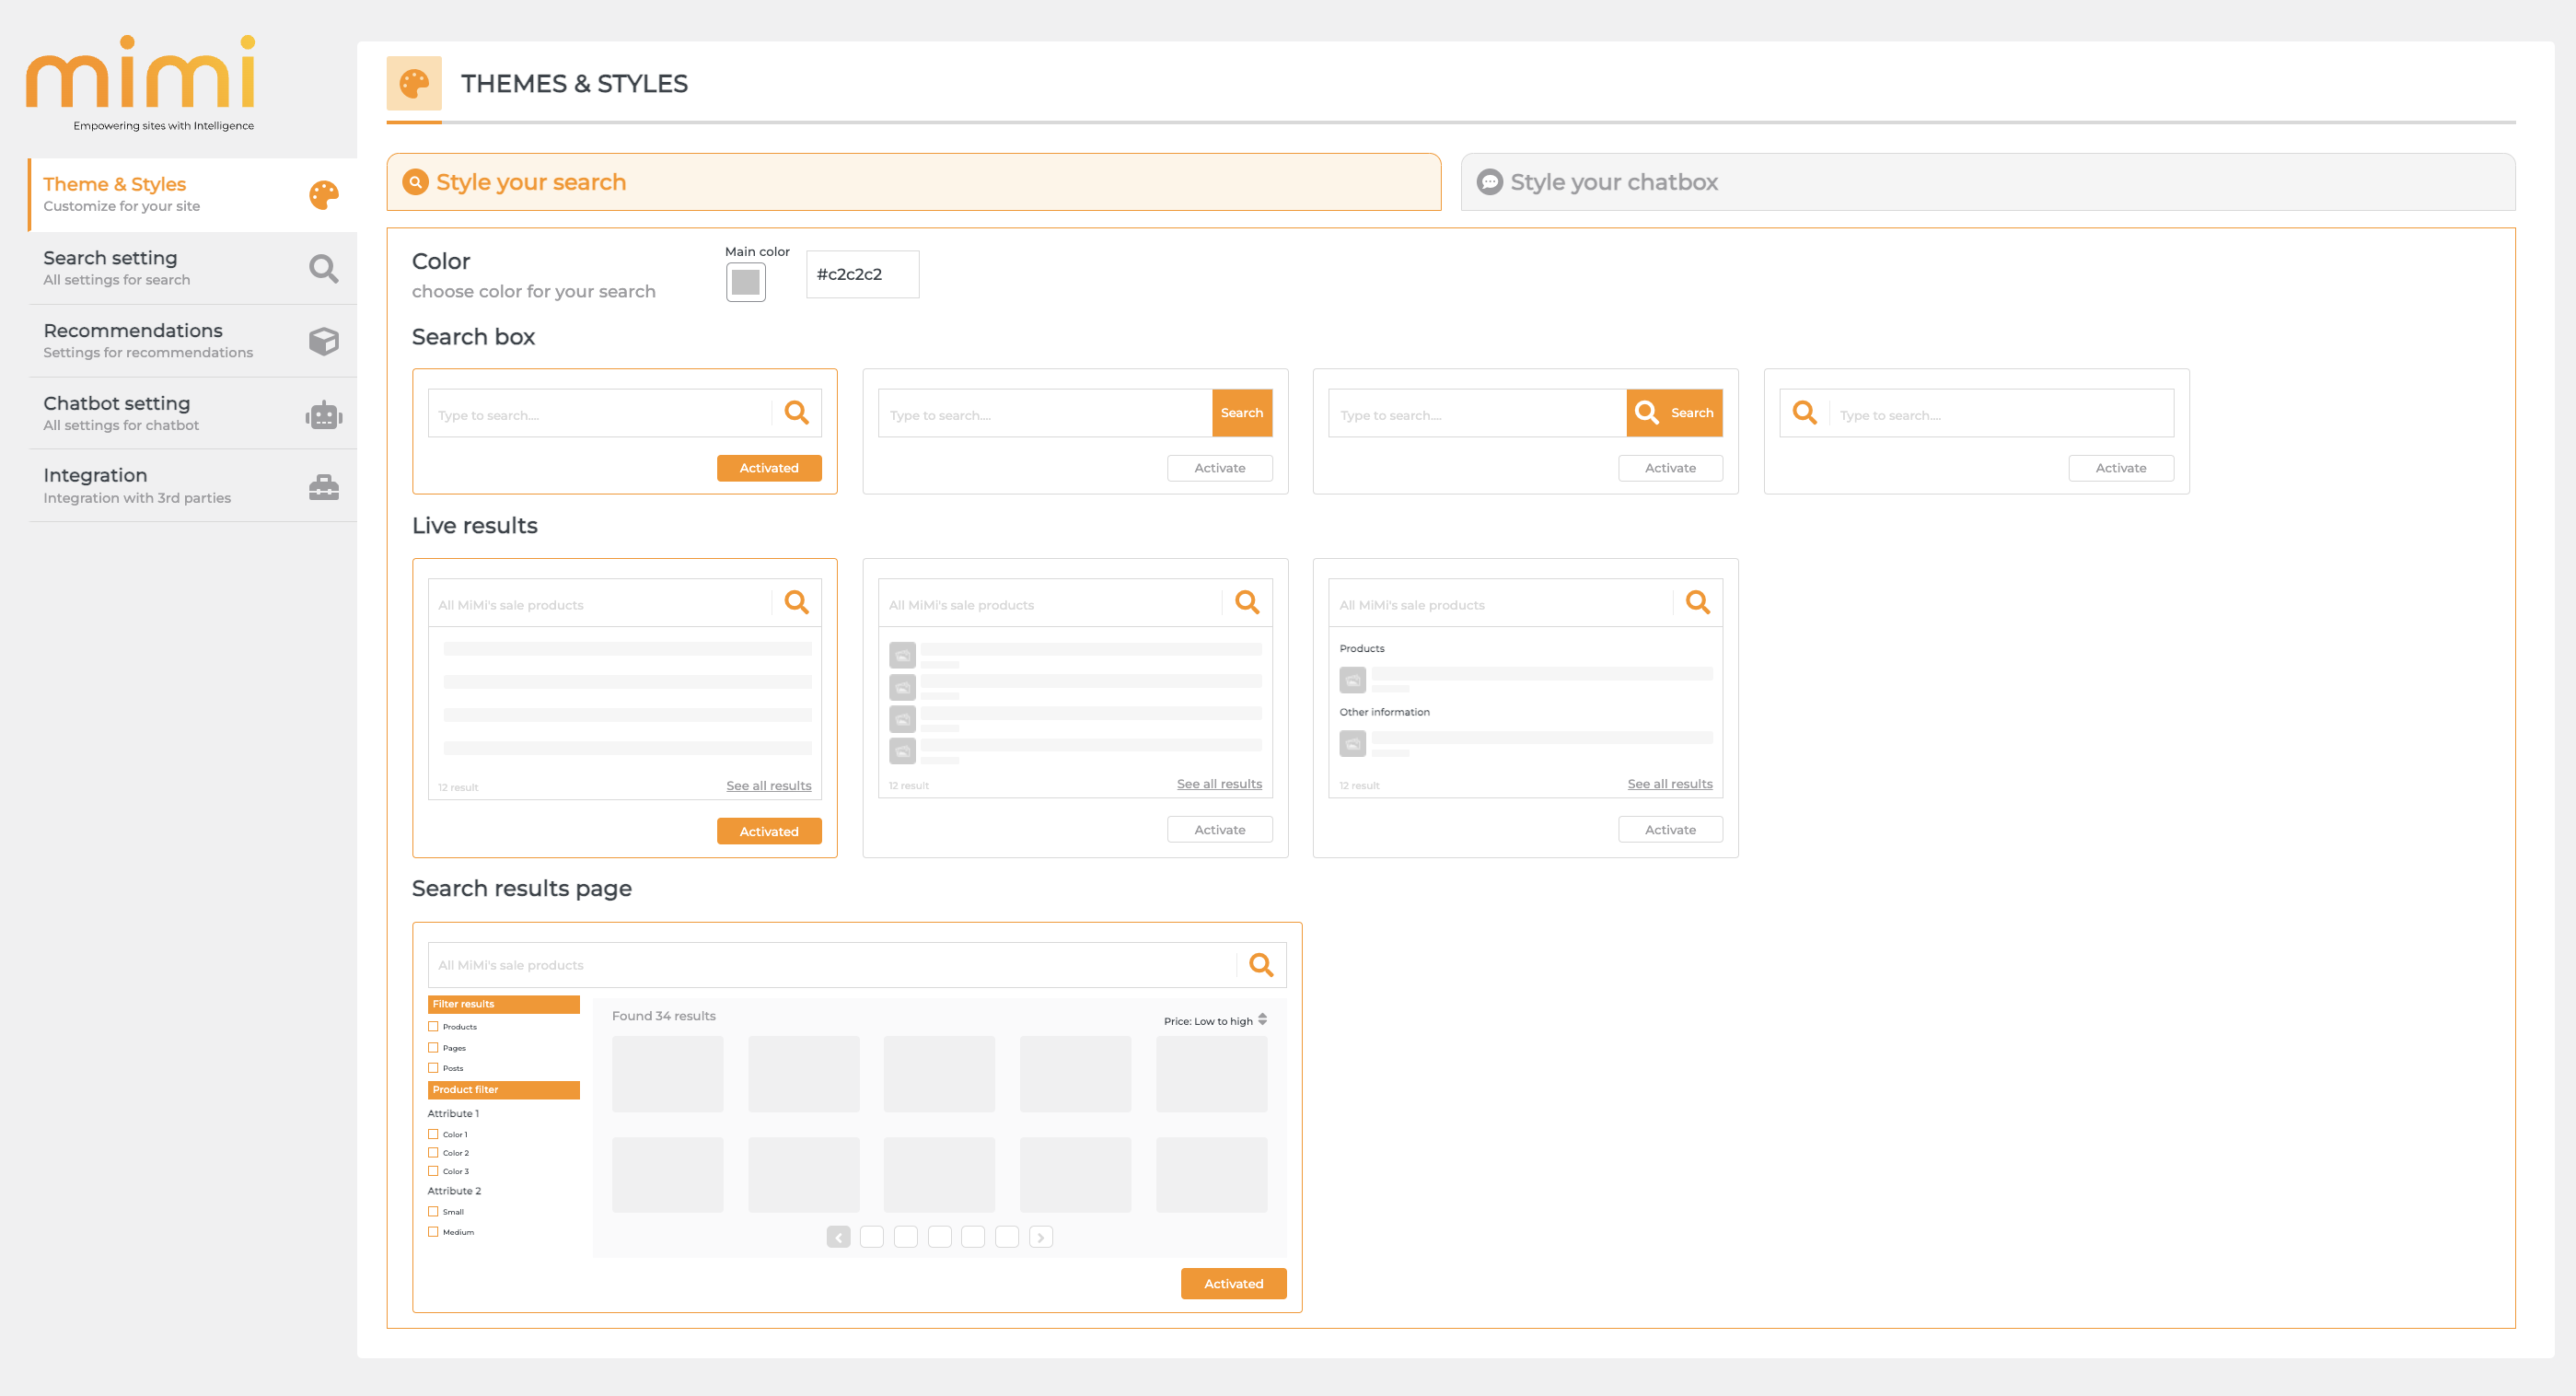 mimi
Empowering sites with Intelligence
Theme & Styles
Customize for your site
Search setting
All settings for search
Recommendations
Settings for recommendations
Chatbot setting
All settings for chatbot
Integration
Integration with 3rd parties
THEMES & STYLES
Style your search
Style your chatbox
Color
choose color for your search
Main color
#c2c2c2
Search box
Type to search....
Activated
Type to search....
Search
Activate
Type to search....
Search
Activate
Type to search....
Activate
Live results
All MiMi's sale products
12 result
See all results
Activated
All MiMi's sale products
12 result
See all results
Activate
All MiMi's sale products
Products
Other information
12 result
See all results
Activate
Search results page
All MiMi's sale products
Filter results
Products
Pages
Posts
Product filter
Attribute 1
Color 1
Color 2
Color 3
Attribute 2
Small
Medium
Found 34 results
Price: Low to high
Activated